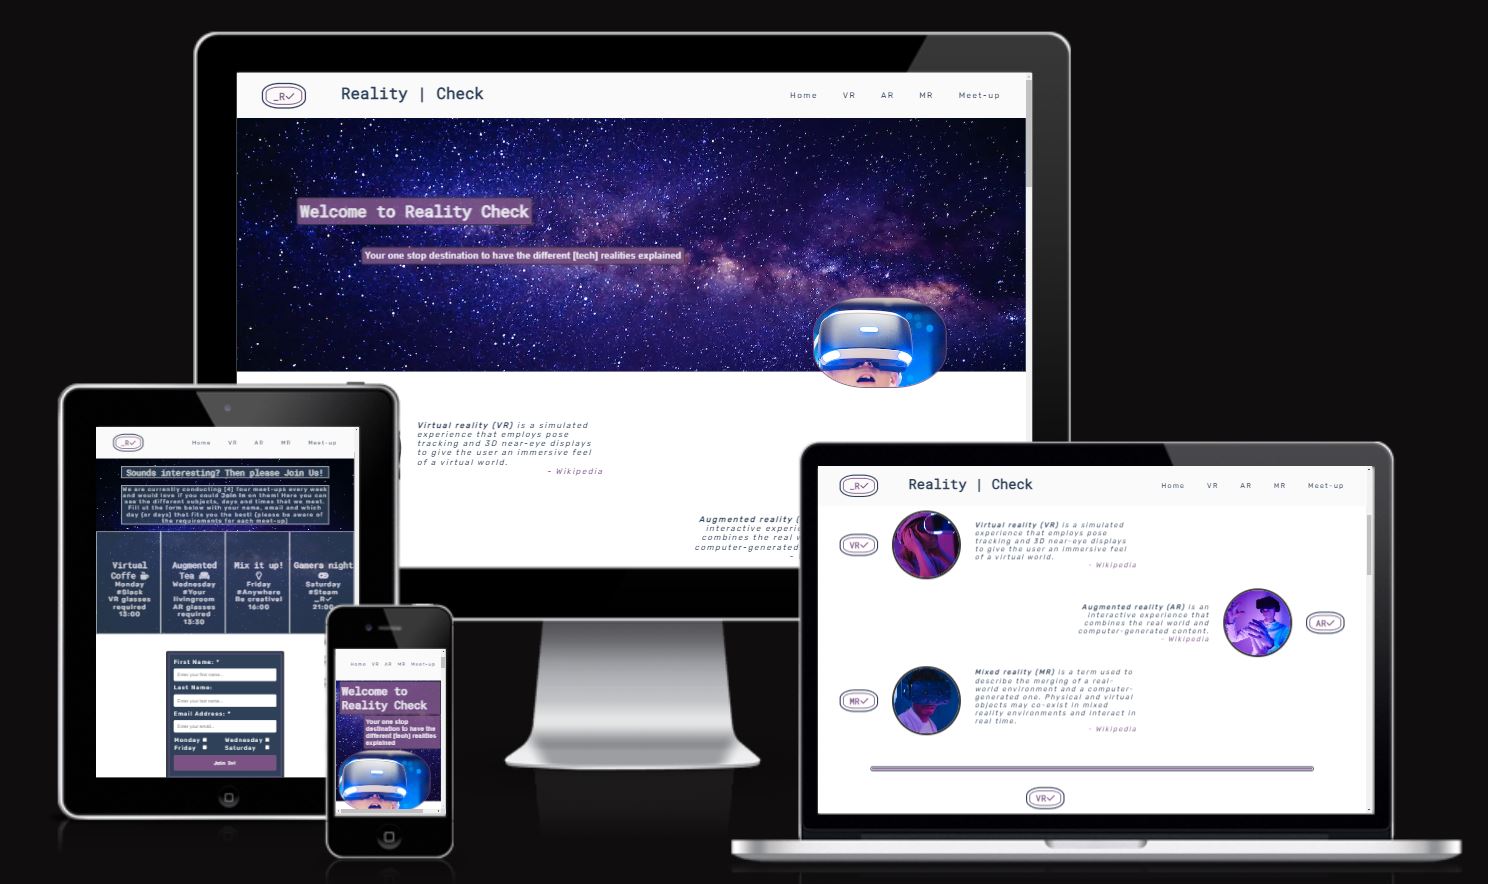 _R✓
Reality | Check
Home VR AR MR Meet-up
Welcome to Reality Check
Your one stop destination to have the different [tech] realities explained
Virtual reality (VR) is a simulated
experience that employs pose
tracking and 3D near-eye displays
to give the user an immersive feel
of a virtual world.
- Wikipedia
Augmented reality (
interactive experi
combines the real w
computer-generated
-
_R✓
Home VR AR MR Meet-up
Sounds interesting? Then please Join Us!
We are currently conducting [4] four meet-ups every week
and would love if you could Join in on them! Here you can
see the different subjects, days and times that we meet.
Fill ut the form below with your name, email and which
day (or days) that fits you the best! (please be aware of
the requirements for each meet-up)
Virtual
Coffe
Monday
#Slack
VR glasses
required
13:00
Augmented
Tea
Wednesday
#Your
livingroom
AR glasses
required
13:30
Mix it up!
Friday
#Anywhere
Be creative!
16:00
Gamers night
Saturday
#Steam
_R✓
21:00
First Name: *
Enter your first name...
Last Name:
Enter your last name...
Email Address: *
Enter your email...
Monday Wednesday
Friday Saturday
Join Us!
Home VR AR MR Meet-up
Welcome to
Reality Check
Your one stop
destination to have the
different [tech] realities
explained
_R✓
Reality | Check
Home VR AR MR Meet-up
VR✓
Virtual reality (VR) is a simulated
experience that employs pose
tracking and 3D near-eye displays
to give the user an immersive feel
of a virtual world.
- Wikipedia
Augmented reality (AR) is an
interactive experience that
combines the real world and
computer-generated content.
- Wikipedia
AR✓
MR✓
Mixed reality (MR) is a term used to
describe the merging of a real-
world environment and a computer-
generated one. Physical and virtual
objects may co-exist in mixed
reality environments and interact in
real time.
- Wikipedia
VR✓